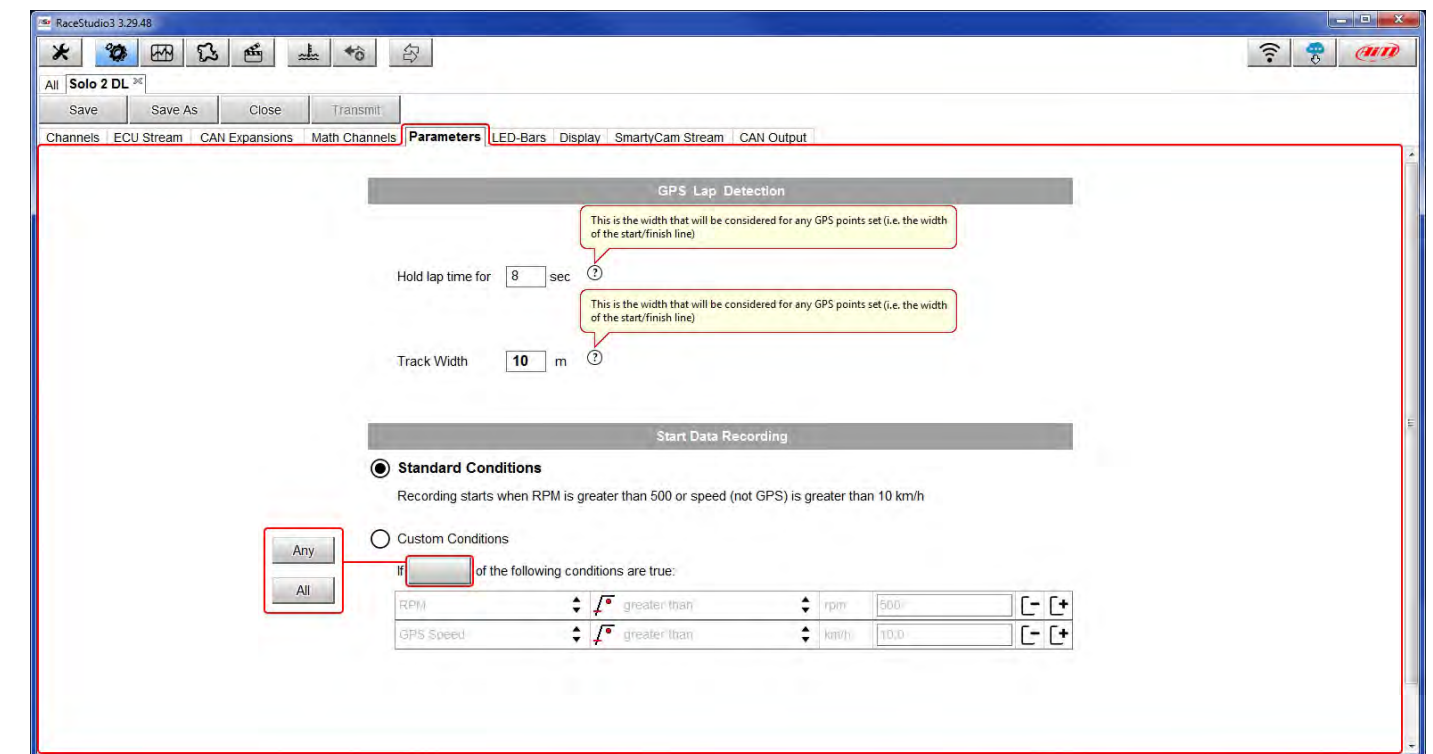 RaceStudio3 3.29.48
AiM
All Solo 2 DL
Save Save As Close Transmit
Channels ECU Stream CAN Expansions Math Channels Parameters LED-Bars Display SmartyCam Stream CAN Output
GPS Lap Detection
This is the width that will be considered for any GPS points set (i.e. the width
of the start/finish line)
Hold lap time for 8 sec ?
This is the width that will be considered for any GPS points set (i.e. the width
of the start/finish line)
Track Width 10 m ?
Start Data Recording
Standard Conditions
Recording starts when RPM is greater than 500 or speed (not GPS) is greater than 10 km/h
Custom Conditions
Any
If of the following conditions are true:
All
RPM greater than rpm 500
GPS Speed greater than km/h 10.0